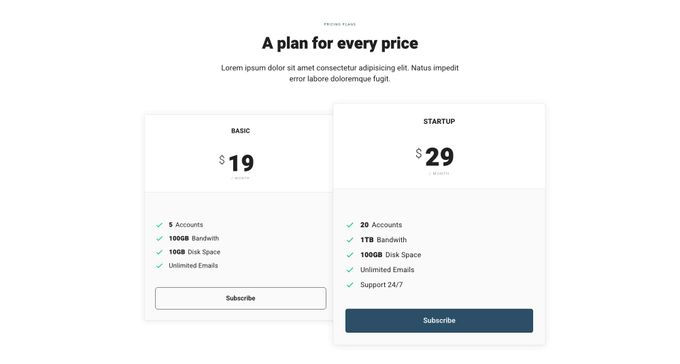 PRICING PLANS
A plan for every price
Lorem ipsum dolor sit amet consectetur adipisicing elit. Natus impedit
error labore doloremque fugit.
BASIC
$ 19
/ MONTH
5 Accounts
100GB Bandwith
10GB Disk Space
Unlimited Emails
Subscribe
STARTUP
$ 29
/ MONTH
20 Accounts
1TB Bandwith
100GB Disk Space
Unlimited Emails
Support 24/7
Subscribe